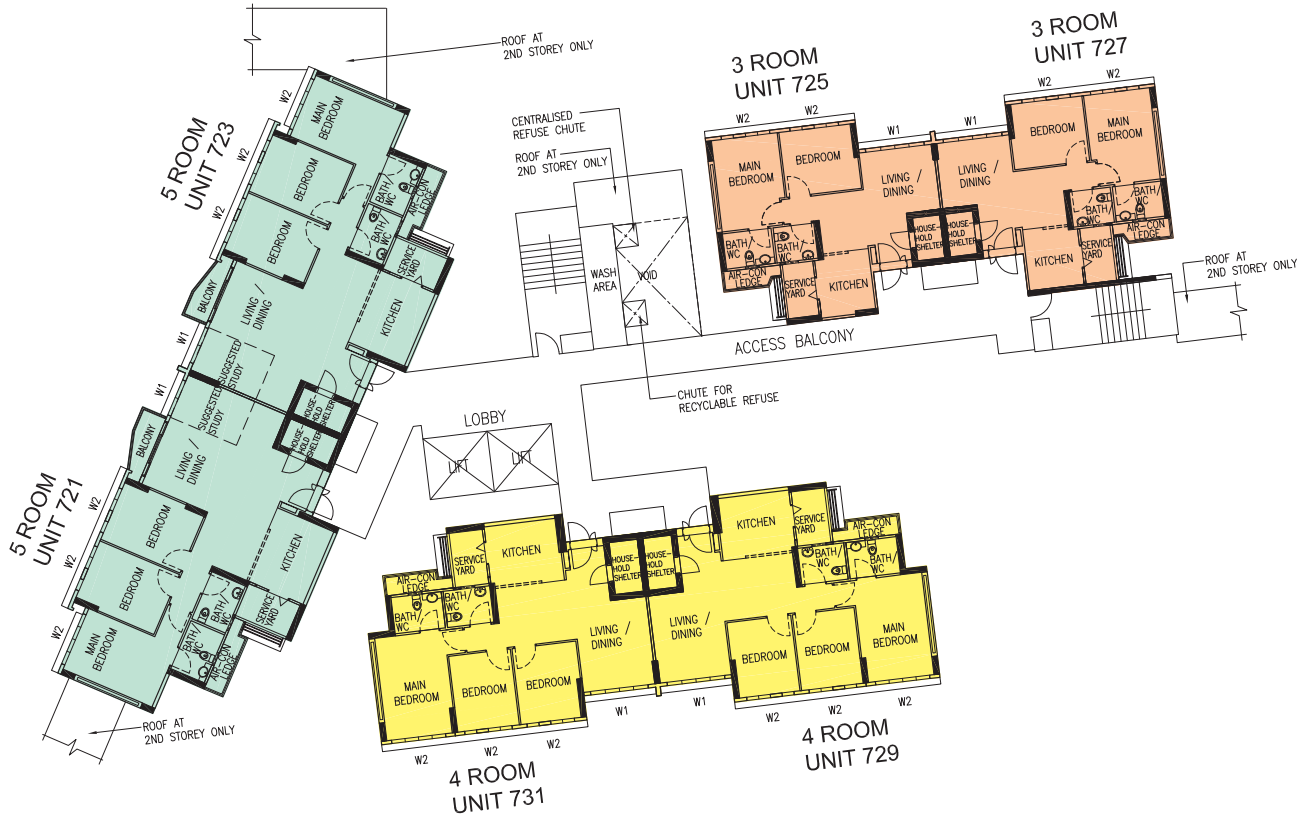 ROOF AT
2ND STOREY ONLY
5 ROOM
UNIT 723
W2
W2
W2
W1
MAIN
BEDROOM
BEDROOM
BEDROOM
BATH/
WC
BATH/
WC
AIR-CON
LEDGE
SERVICE
YARD
KITCHEN
BALCONY
LIVING /
DINING
SUGGESTED
STUDY
HOUSE-
HOLD
SHELTER
5 ROOM
UNIT 721
W1
W2
W2
W2
SUGGESTED
STUDY
BALCONY
LIVING /
DINING
HOUSE-
HOLD
SHELTER
BEDROOM
BEDROOM
MAIN
BEDROOM
KITCHEN
SERVICE
YARD
BATH/
WC
BATH/
WC
AIR-CON
LEDGE
ROOF AT
2ND STOREY ONLY
CENTRALISED
REFUSE CHUTE
ROOF AT
2ND STOREY ONLY
WASH
AREA
VOID
CHUTE FOR
RECYCLABLE REFUSE
ACCESS BALCONY
LOBBY
LIFT
LIFT
3 ROOM
UNIT 725
W2
W2
W1
MAIN
BEDROOM
BEDROOM
LIVING /
DINING
BATH/
WC
BATH/
WC
AIR-CON
LEDGE
SERVICE
YARD
KITCHEN
HOUSE-
HOLD
SHELTER
3 ROOM
UNIT 727
W1
W2
W2
LIVING /
DINING
BEDROOM
MAIN
BEDROOM
HOUSE-
HOLD
SHELTER
BATH/
WC
BATH/
WC
AIR-CON
LEDGE
KITCHEN
SERVICE
YARD
ROOF AT
2ND STOREY ONLY
AIR-CON
LEDGE
SERVICE
YARD
KITCHEN
BATH/
WC
BATH/
WC
HOUSE-
HOLD
SHELTER
LIVING /
DINING
MAIN
BEDROOM
BEDROOM
BEDROOM
W2
W2
W2
W1
4 ROOM
UNIT 731
KITCHEN
SERVICE
YARD
AIR-CON
LEDGE
BATH/
WC
BATH/
WC
HOUSE-
HOLD
SHELTER
LIVING /
DINING
BEDROOM
BEDROOM
MAIN
BEDROOM
W1
W2
W2
W2
4 ROOM
UNIT 729